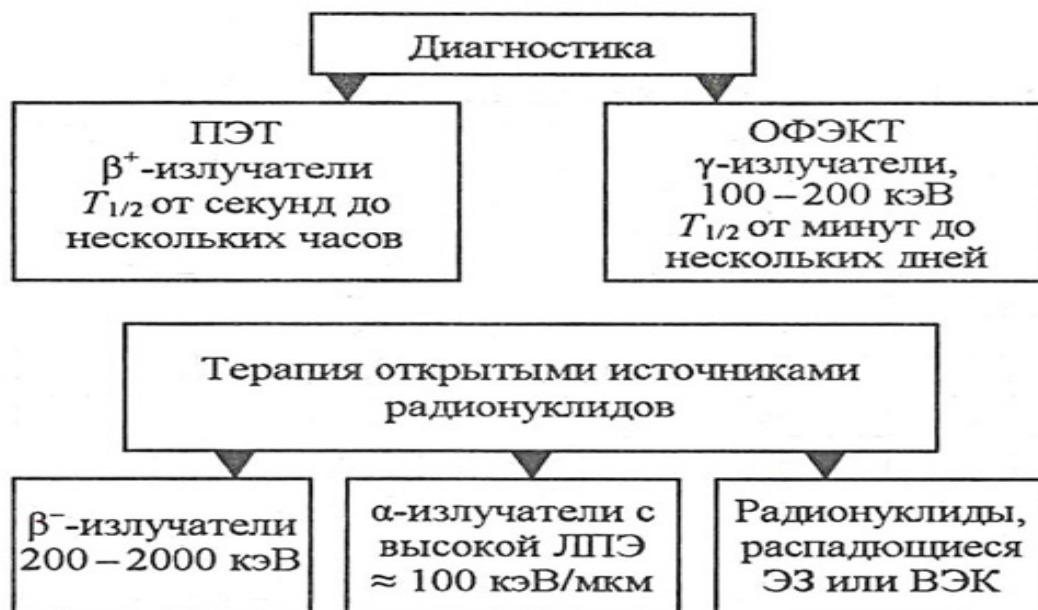 Диагностика
ПЭТ
β⁺-излучатели
T₁/₂ от секунд до
нескольких часов
ОФЭКТ
γ-излучатели,
100 – 200 кэВ
T₁/₂ от минут до
нескольких дней
Терапия открытыми источниками
радионуклидов
β⁻-излучатели
200 – 2000 кэВ
α-излучатели с
высокой ЛПЭ
≈ 100 кэВ/мкм
Радионуклиды,
распадющиеся
ЭЗ или ВЭК